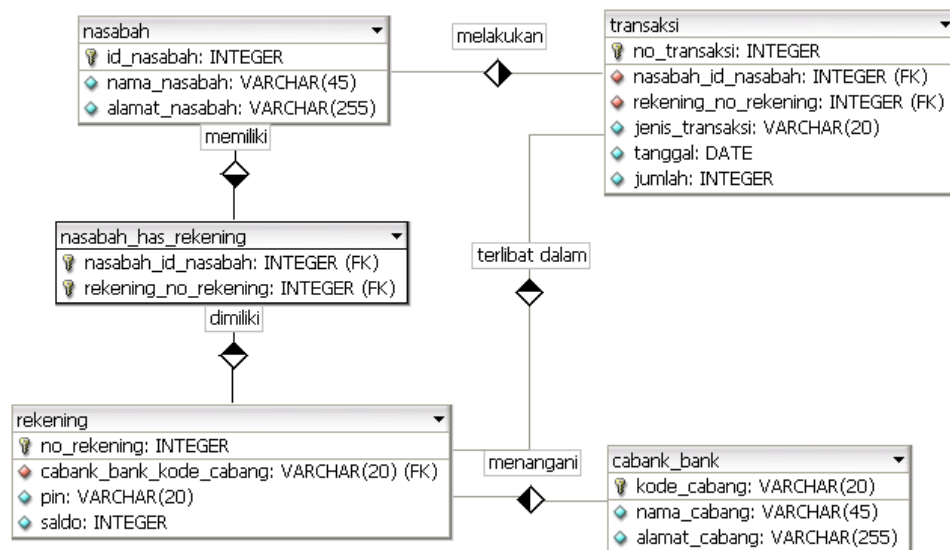 nasabah
id_nasabah: INTEGER
nama_nasabah: VARCHAR(45)
alamat_nasabah: VARCHAR(255)
melakukan
transaksi
no_transaksi: INTEGER
nasabah_id_nasabah: INTEGER (FK)
rekening_no_rekening: INTEGER (FK)
jenis_transaksi: VARCHAR(20)
tanggal: DATE
jumlah: INTEGER
memiliki
nasabah_has_rekening
nasabah_id_nasabah: INTEGER (FK)
rekening_no_rekening: INTEGER (FK)
terlibat dalam
dimiliki
rekening
no_rekening: INTEGER
cabank_bank_kode_cabang: VARCHAR(20) (FK)
pin: VARCHAR(20)
saldo: INTEGER
menangani
cabank_bank
kode_cabang: VARCHAR(20)
nama_cabang: VARCHAR(45)
alamat_cabang: VARCHAR(255)